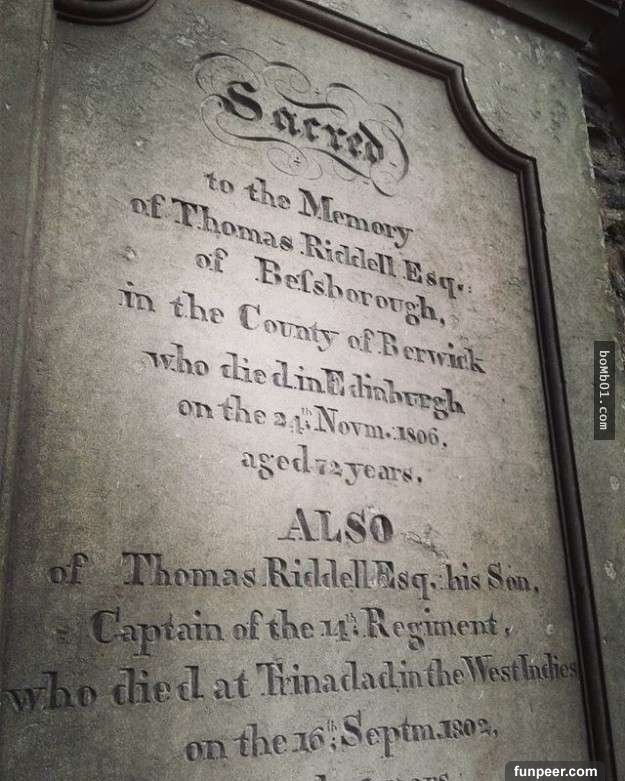 Sacred
to the Memory
of Thomas Riddell Esq.
of Beſsborough,
in the County of Berwick
who died in Edinburgh
on the 24th Novm. 1806,
aged 72 years.
ALSO
of Thomas Riddell Esq. his Son,
Captain of the 14th Regiment,
who died at Trinadad in the West Indies
on the 16th Septm. 1802,
years
boMb01.com
funpeer.com